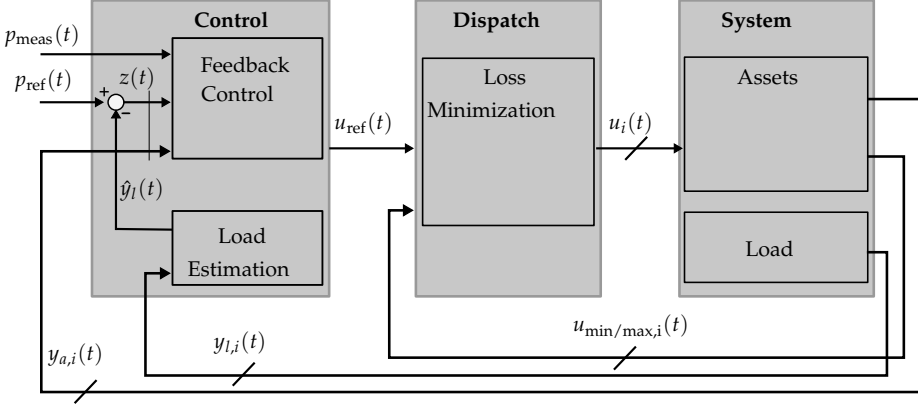 Control
Dispatch
System
p_meas(t)
p_ref(t)
+
−
z(t)
Feedback
Control
Loss
Minimization
Assets
u_ref(t)
u_i(t)
ŷ_l(t)
Load
Estimation
Load
u_min/max,i(t)
y_l,i(t)
y_a,i(t)